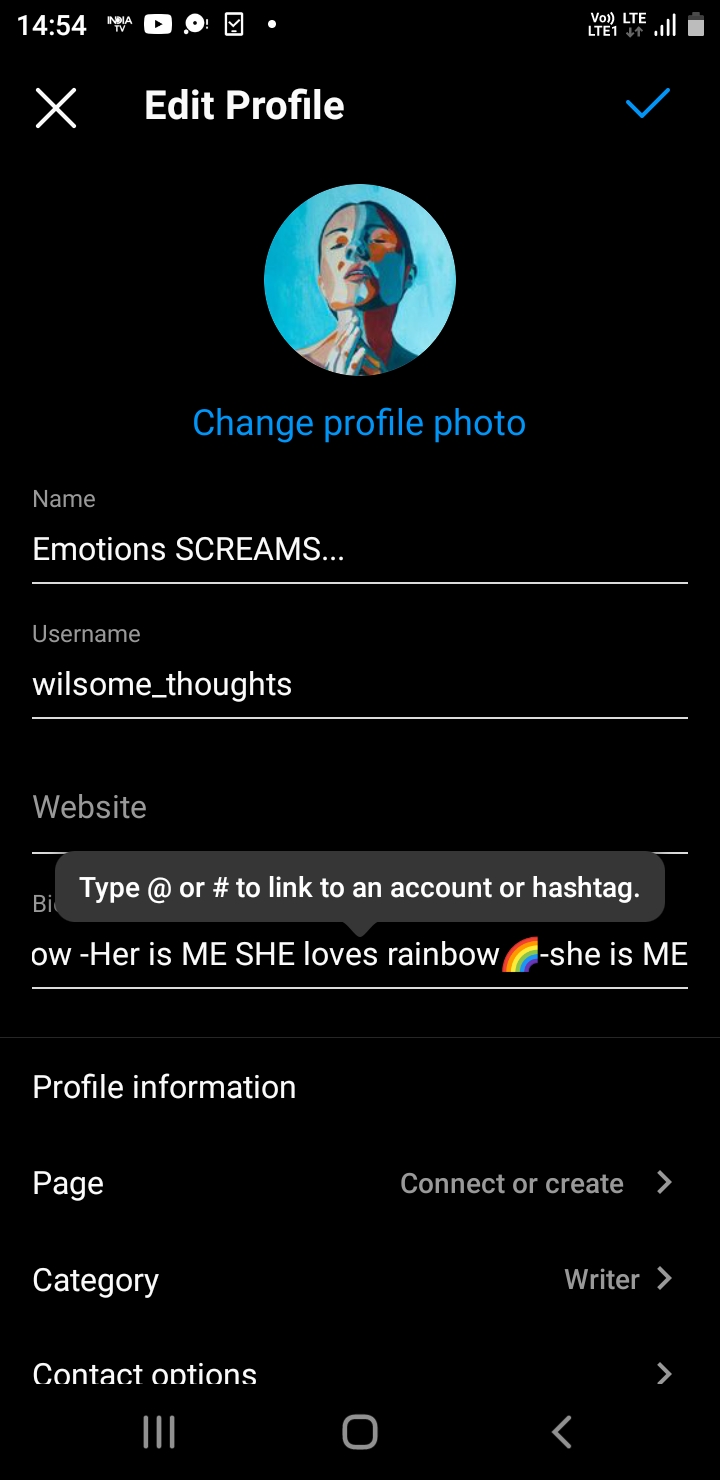 14:54 INDIA TV Vo)) LTE LTE1
Edit Profile
Change profile photo
Name
Emotions SCREAMS...
Username
wilsome_thoughts
Website
Type @ or # to link to an account or hashtag.
ow -Her is ME SHE loves rainbow🌈-she is ME
Profile information
Page Connect or create
Category Writer
Contact options